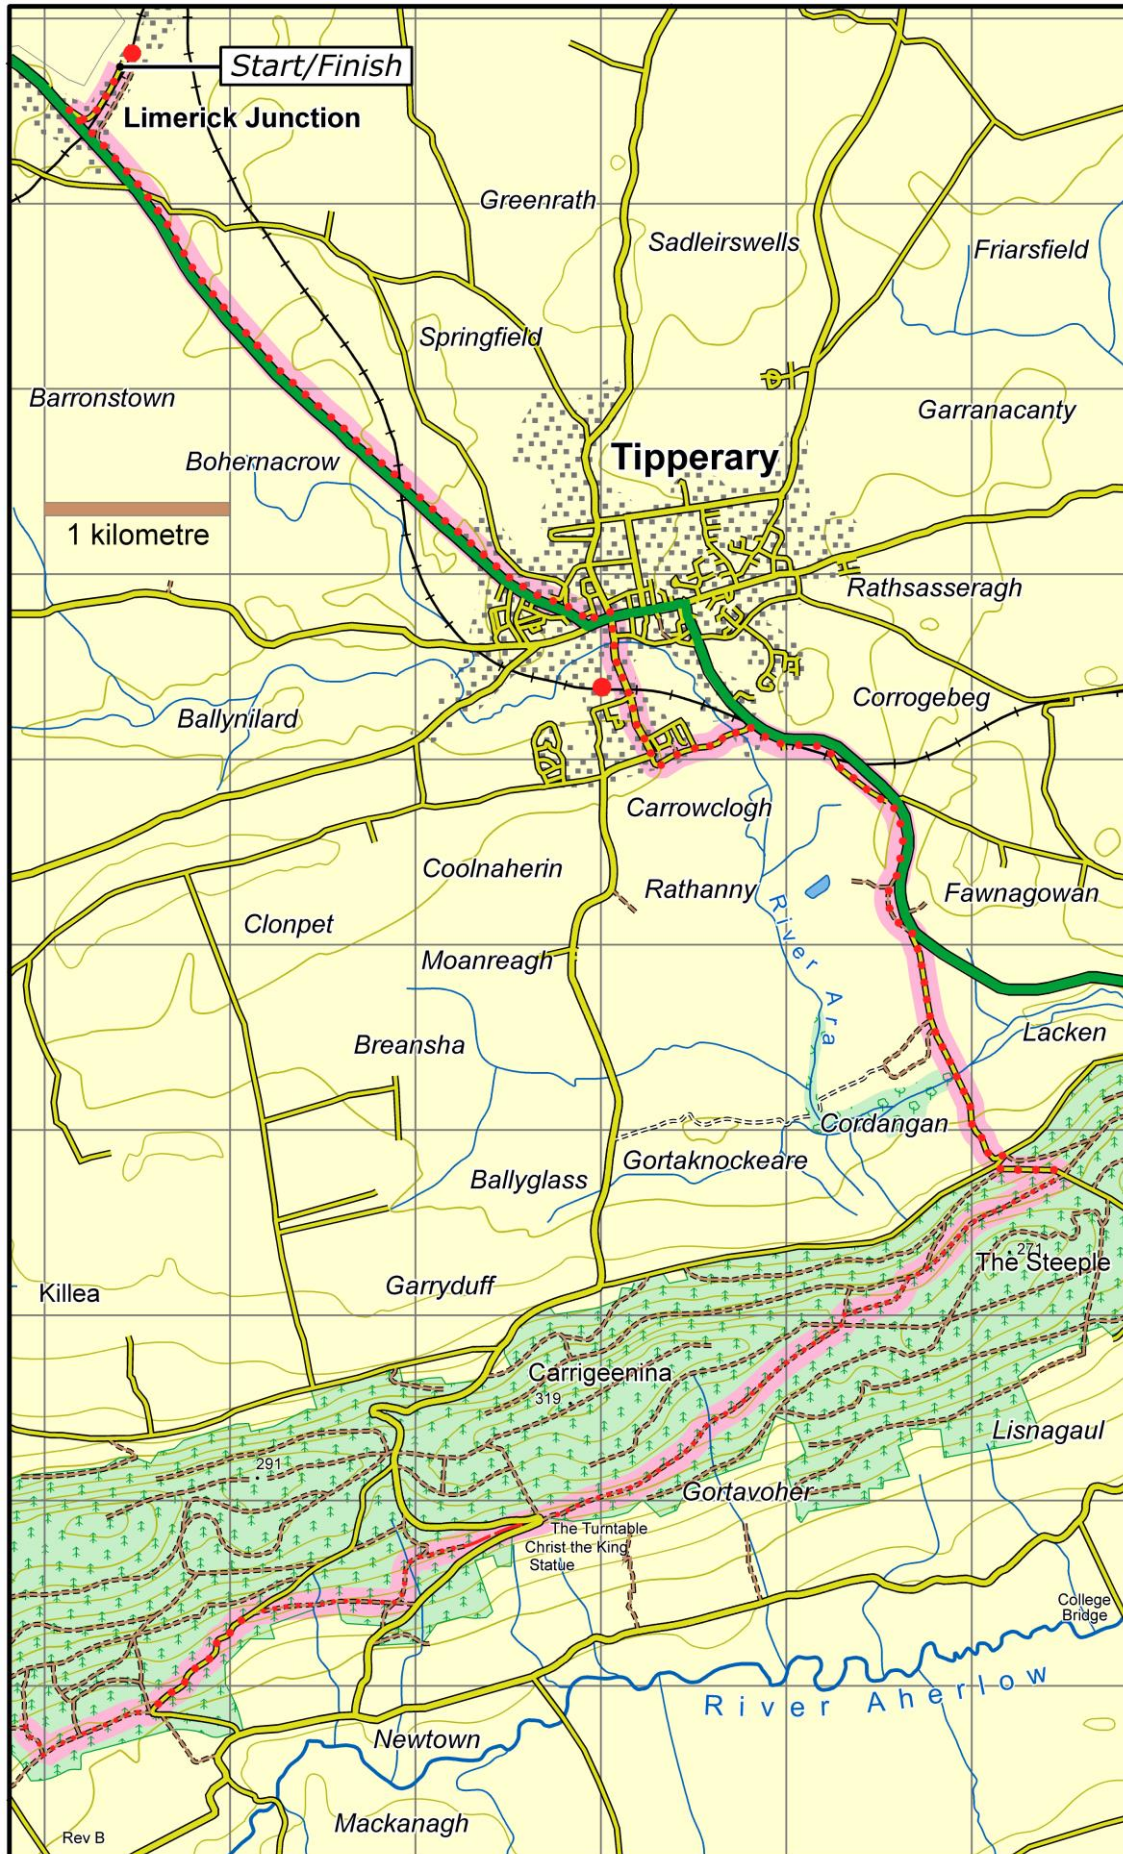 Start/Finish
Limerick Junction
Greenrath
Sadleirswells
Friarsfield
Springfield
Barronstown
Garranacanty
Bohernacrow
Tipperary
1 kilometre
Rathsasseragh
Corrogebeg
Ballynilard
Carrowclogh
Coolnaherin
Rathanny
Fawnagowan
Clonpet
River Ara
Moanreagh
Breansha
Lacken
Cordangan
Gortaknockeare
Ballyglass
271
The Steeple
Killea
Garryduff
Carrigeenina
319
Lisnagaul
291
Gortavoher
The Turntable
Christ the King
Statue
College
Bridge
River Aherlow
Newtown
Mackanagh
Rev B